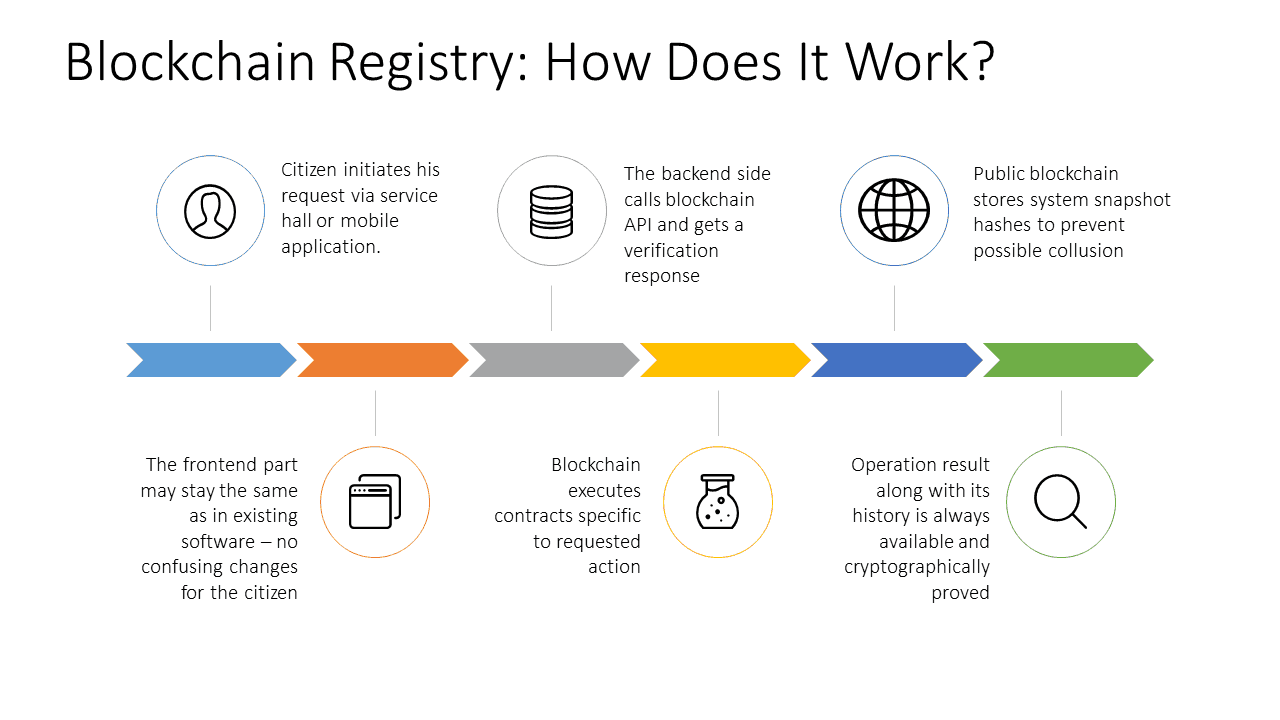 Blockchain Registry: How Does It Work?
Citizen initiates his
request via service
hall or mobile
application.
The backend side
calls blockchain
API and gets a
verification
response
Public blockchain
stores system snapshot
hashes to prevent
possible collusion
The frontend part
may stay the same
as in existing
software – no
confusing changes
for the citizen
Blockchain
executes
contracts specific
to requested
action
Operation result
along with its
history is always
available and
cryptographically
proved